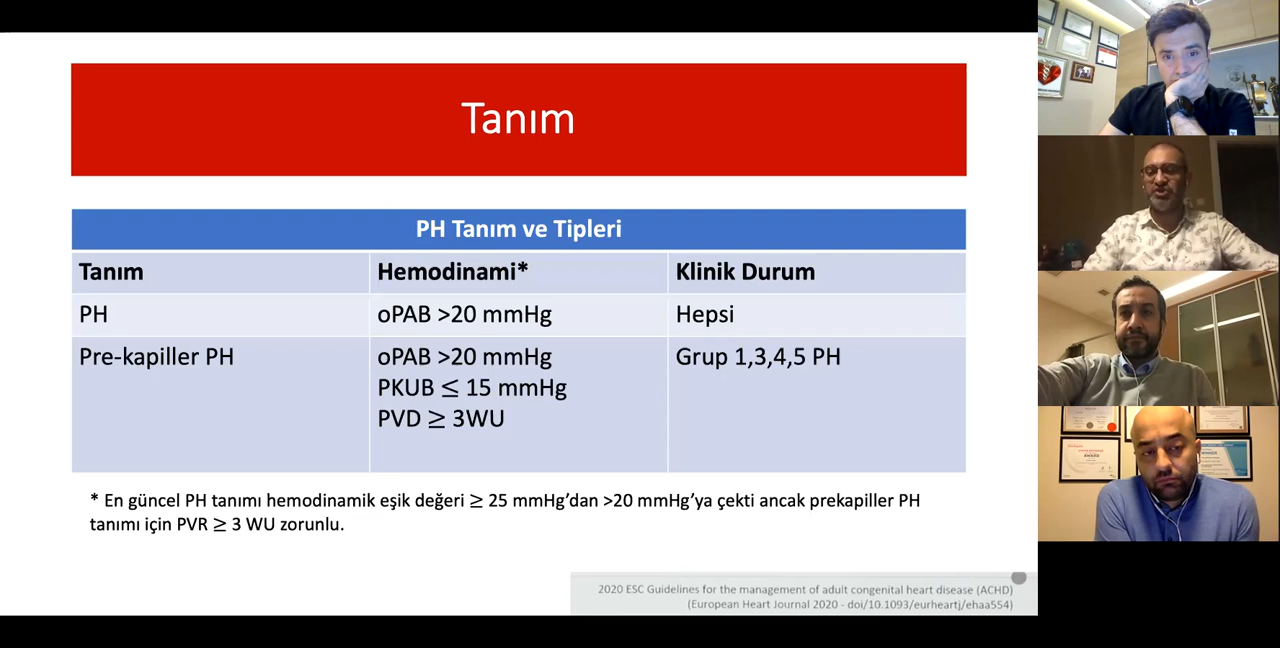 Tanım
PH Tanım ve Tipleri
Tanım Hemodinami* Klinik Durum
PH oPAB >20 mmHg Hepsi
Pre-kapiller PH oPAB >20 mmHg Grup 1,3,4,5 PH
PKUB ≤ 15 mmHg
PVD ≥ 3WU
* En güncel PH tanımı hemodinamik eşik değeri ≥ 25 mmHg’dan >20 mmHg’ya çekti ancak prekapiller PH
tanımı için PVR ≥ 3 WU zorunlu.
2020 ESC Guidelines for the management of adult congenital heart disease (ACHD)
(European Heart Journal 2020 - doi/10.1093/eurheartj/ehaa554)